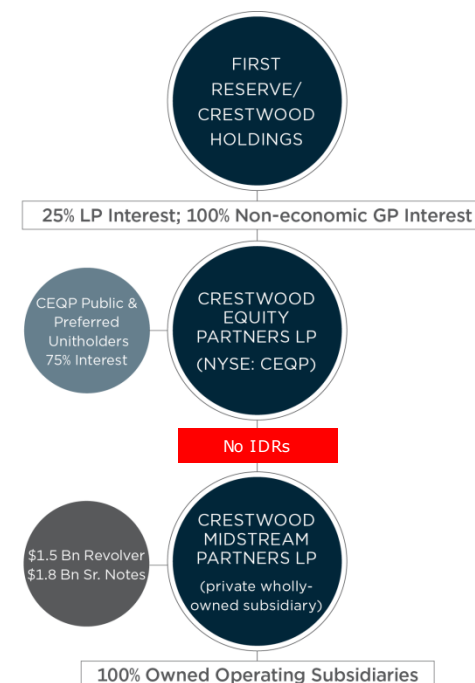 FIRST
RESERVE/
CRESTWOOD
HOLDINGS
25% LP Interest; 100% Non-economic GP Interest
CEQP Public &
Preferred
Unitholders
75% Interest
CRESTWOOD
EQUITY
PARTNERS LP
(NYSE: CEQP)
No IDRs
$1.5 Bn Revolver
$1.8 Bn Sr. Notes
CRESTWOOD
MIDSTREAM
PARTNERS LP
(private wholly-
owned subsidiary)
100% Owned Operating Subsidiaries